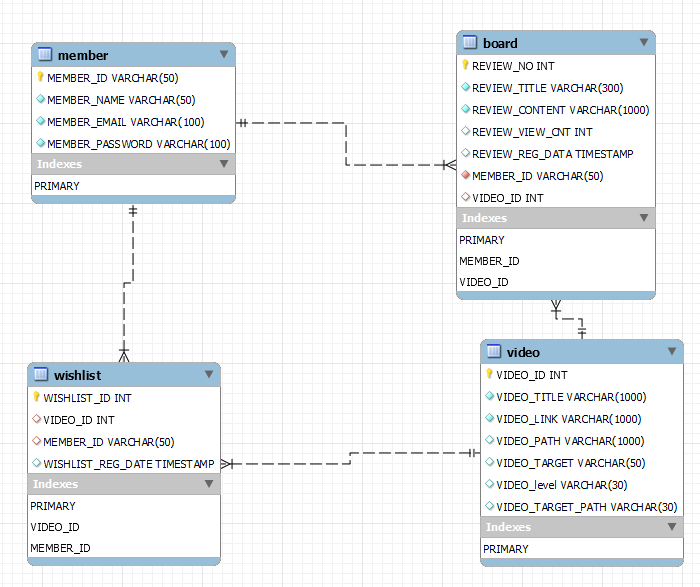 member
MEMBER_ID VARCHAR(50)
MEMBER_NAME VARCHAR(50)
MEMBER_EMAIL VARCHAR(100)
MEMBER_PASSWORD VARCHAR(100)
Indexes
PRIMARY
board
REVIEW_NO INT
REVIEW_TITLE VARCHAR(300)
REVIEW_CONTENT VARCHAR(1000)
REVIEW_VIEW_CNT INT
REVIEW_REG_DATA TIMESTAMP
MEMBER_ID VARCHAR(50)
VIDEO_ID INT
Indexes
PRIMARY
MEMBER_ID
VIDEO_ID
wishlist
WISHLIST_ID INT
VIDEO_ID INT
MEMBER_ID VARCHAR(50)
WISHLIST_REG_DATE TIMESTAMP
Indexes
PRIMARY
VIDEO_ID
MEMBER_ID
video
VIDEO_ID INT
VIDEO_TITLE VARCHAR(1000)
VIDEO_LINK VARCHAR(1000)
VIDEO_PATH VARCHAR(1000)
VIDEO_TARGET VARCHAR(50)
VIDEO_level VARCHAR(30)
VIDEO_TARGET_PATH VARCHAR(30)
Indexes
PRIMARY